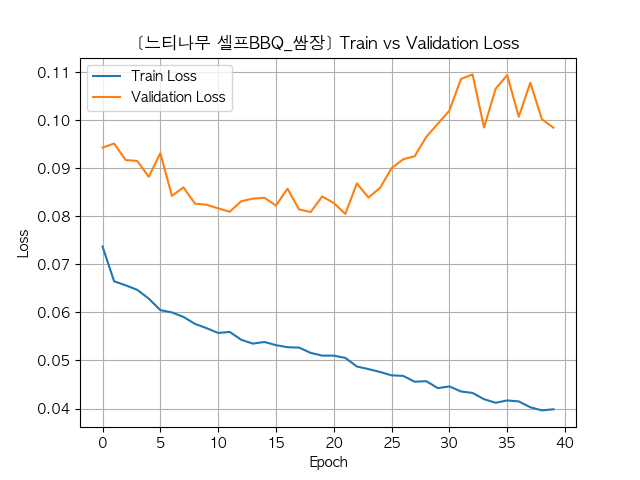 [느티나무 셀프BBQ_쌈장] Train vs Validation Loss
Train Loss
Validation Loss
0.11
0.10
0.09
0.08
0.07
0.06
0.05
0.04
Loss
0 5 10 15 20 25 30 35 40
Epoch